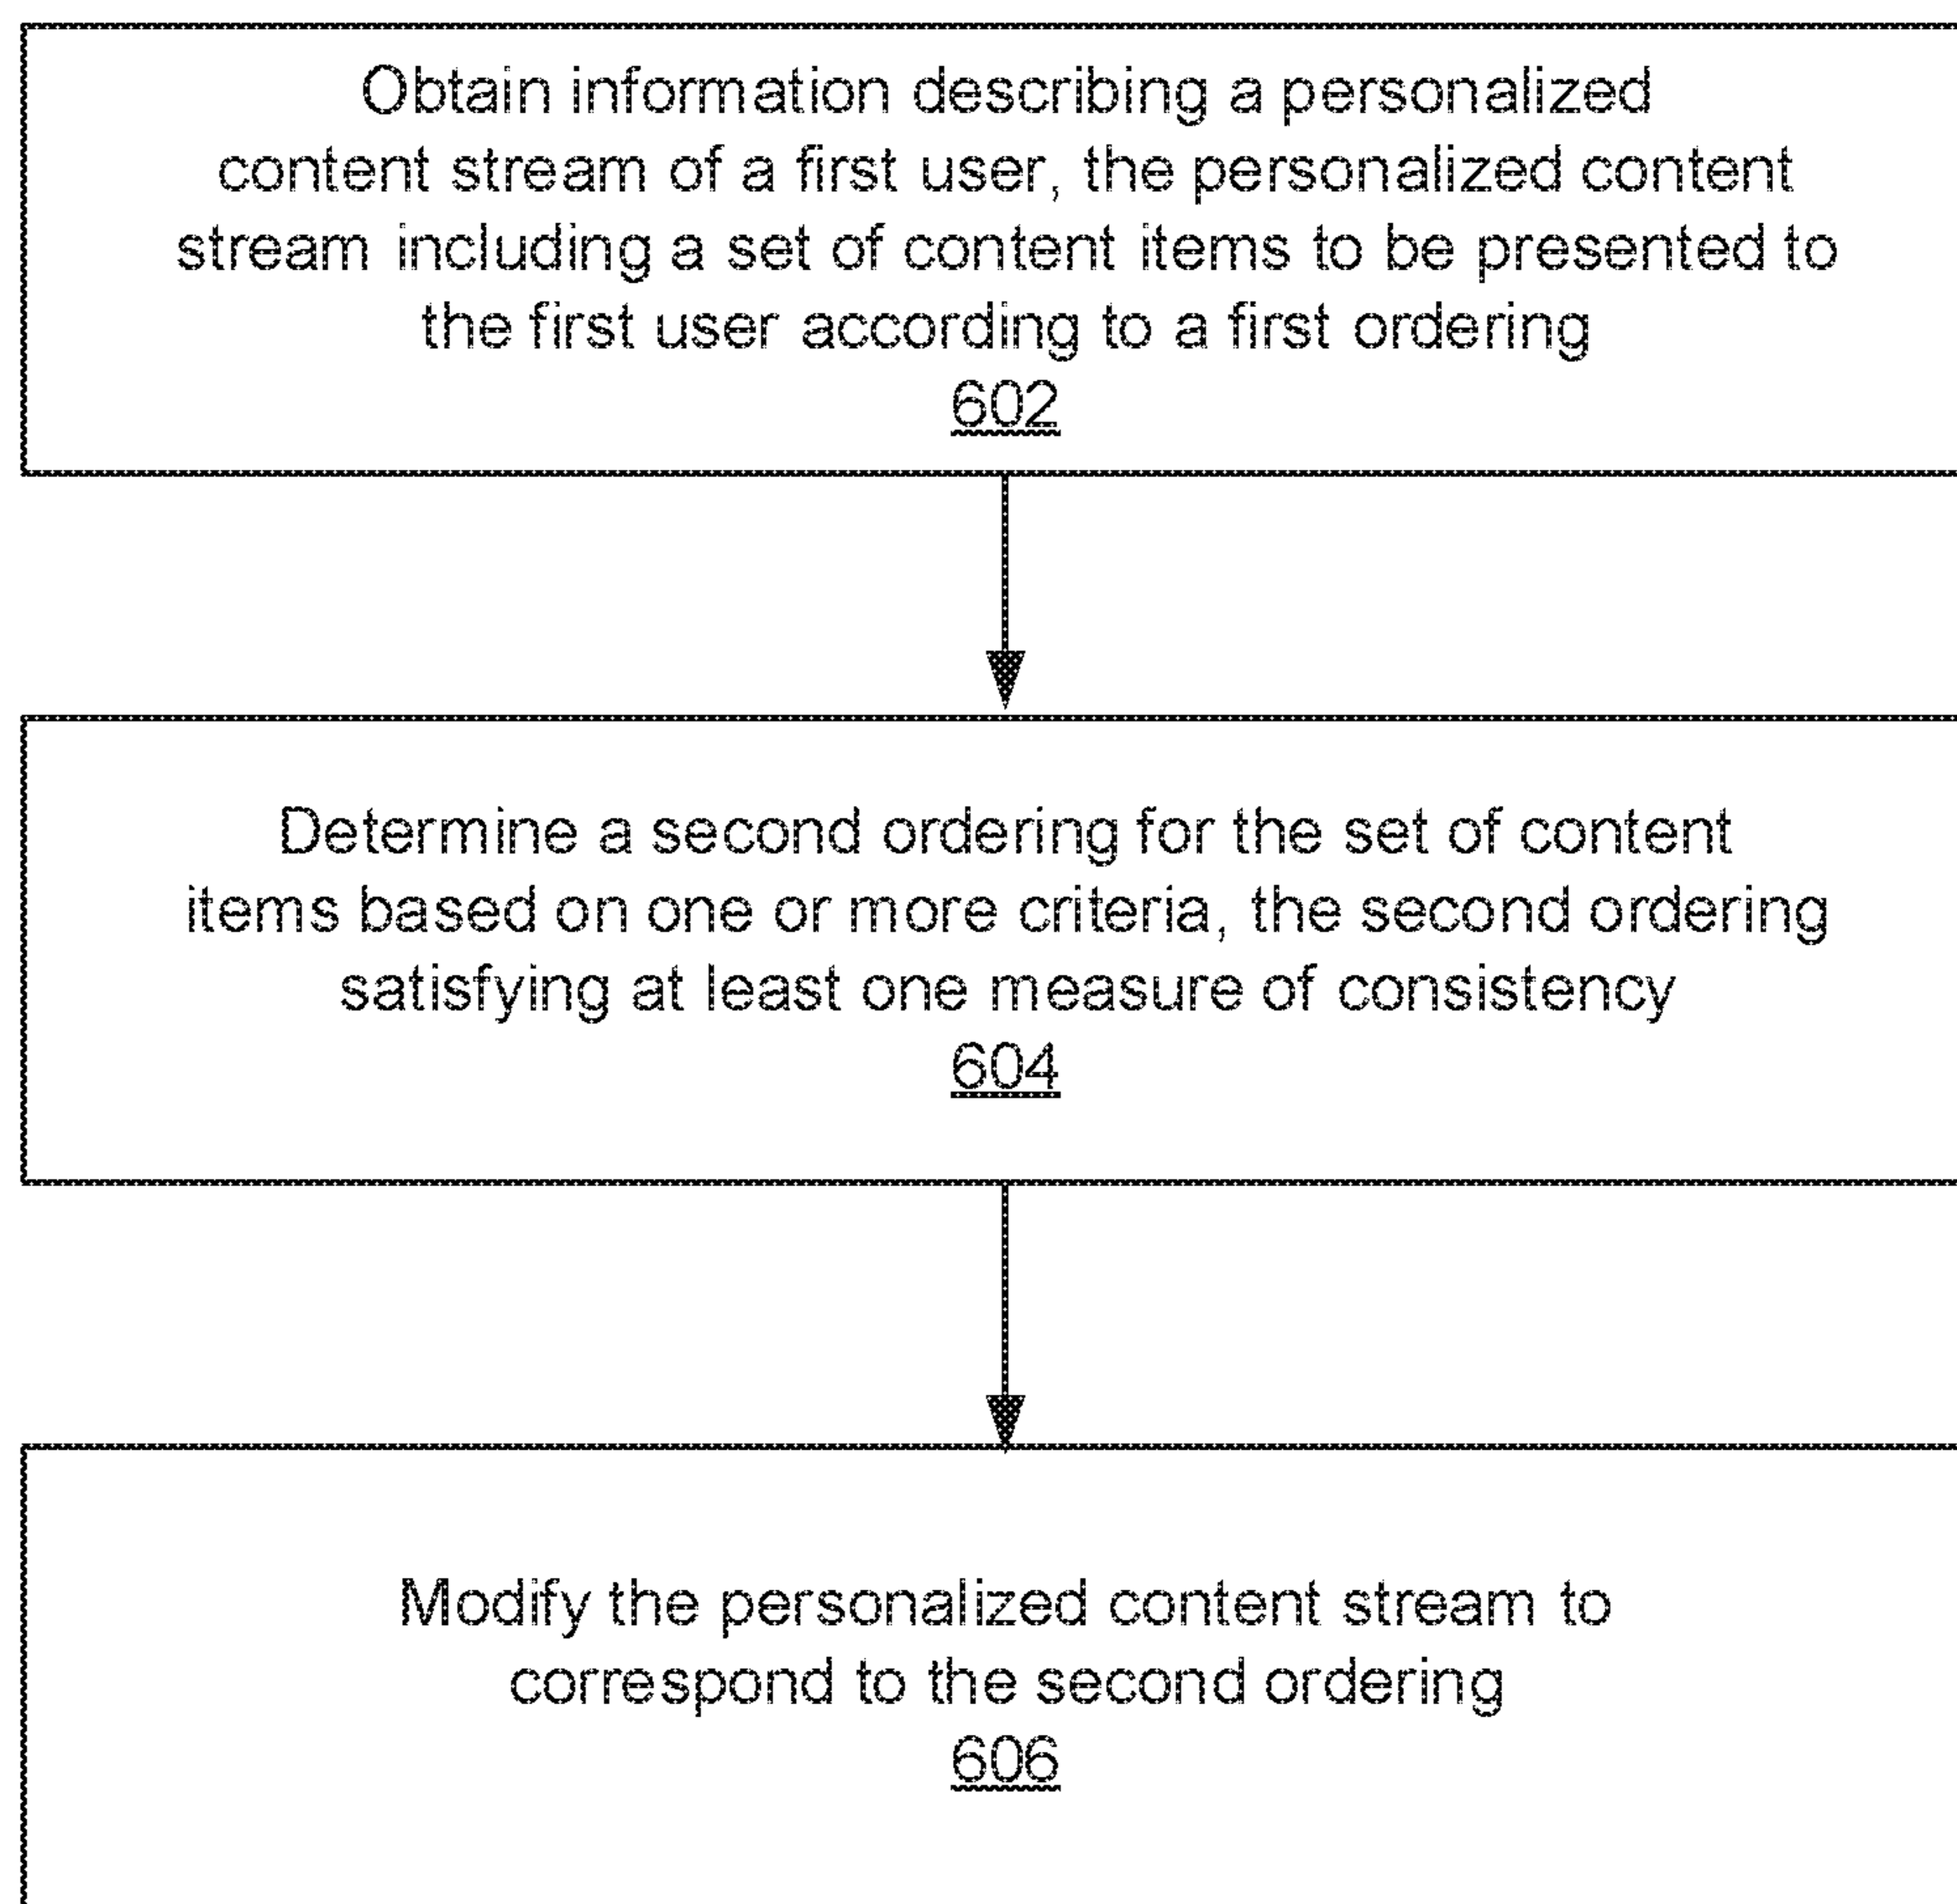 Obtain information describing a personalized
content stream of a first user, the personalized content
stream including a set of content items to be presented to
the first user according to a first ordering
602
Determine a second ordering for the set of content
items based on one or more criteria, the second ordering
satisfying at least one measure of consistency
604
Modify the personalized content stream to
correspond to the second ordering
606